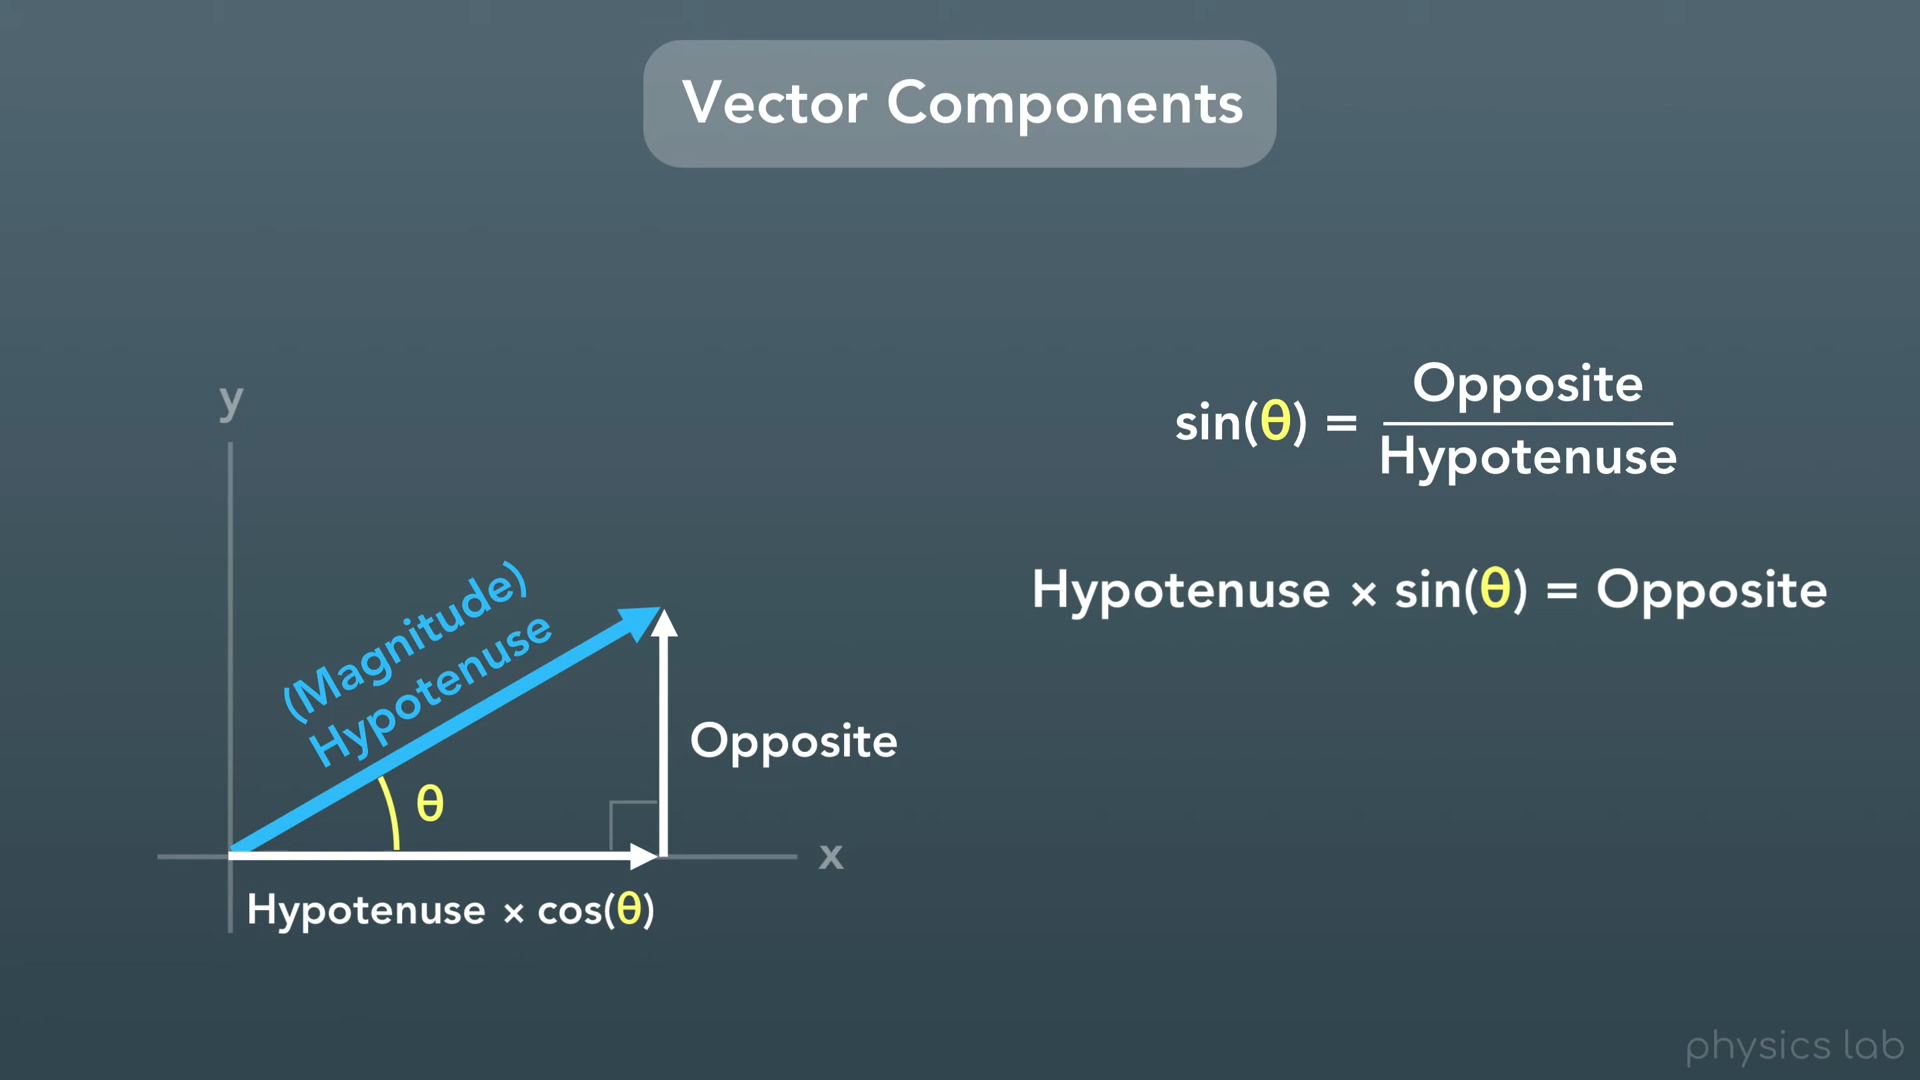 Vector Components
y
(Magnitude)
Hypotenuse
θ
Opposite
x
Hypotenuse × cos(θ)
sin(θ) = Opposite
Hypotenuse
Hypotenuse × sin(θ) = Opposite
physics lab